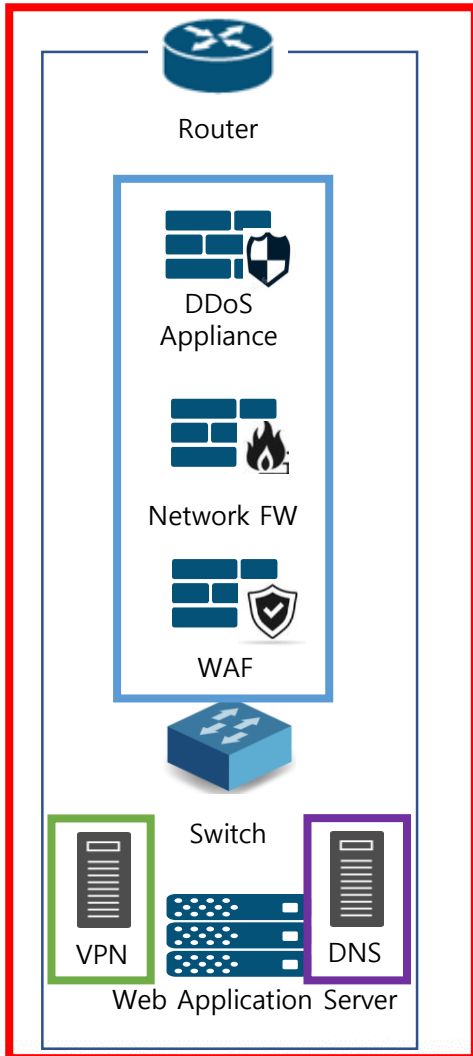 Router
DDoS
Appliance
Network FW
WAF
Switch
VPN
DNS
Web Application Server